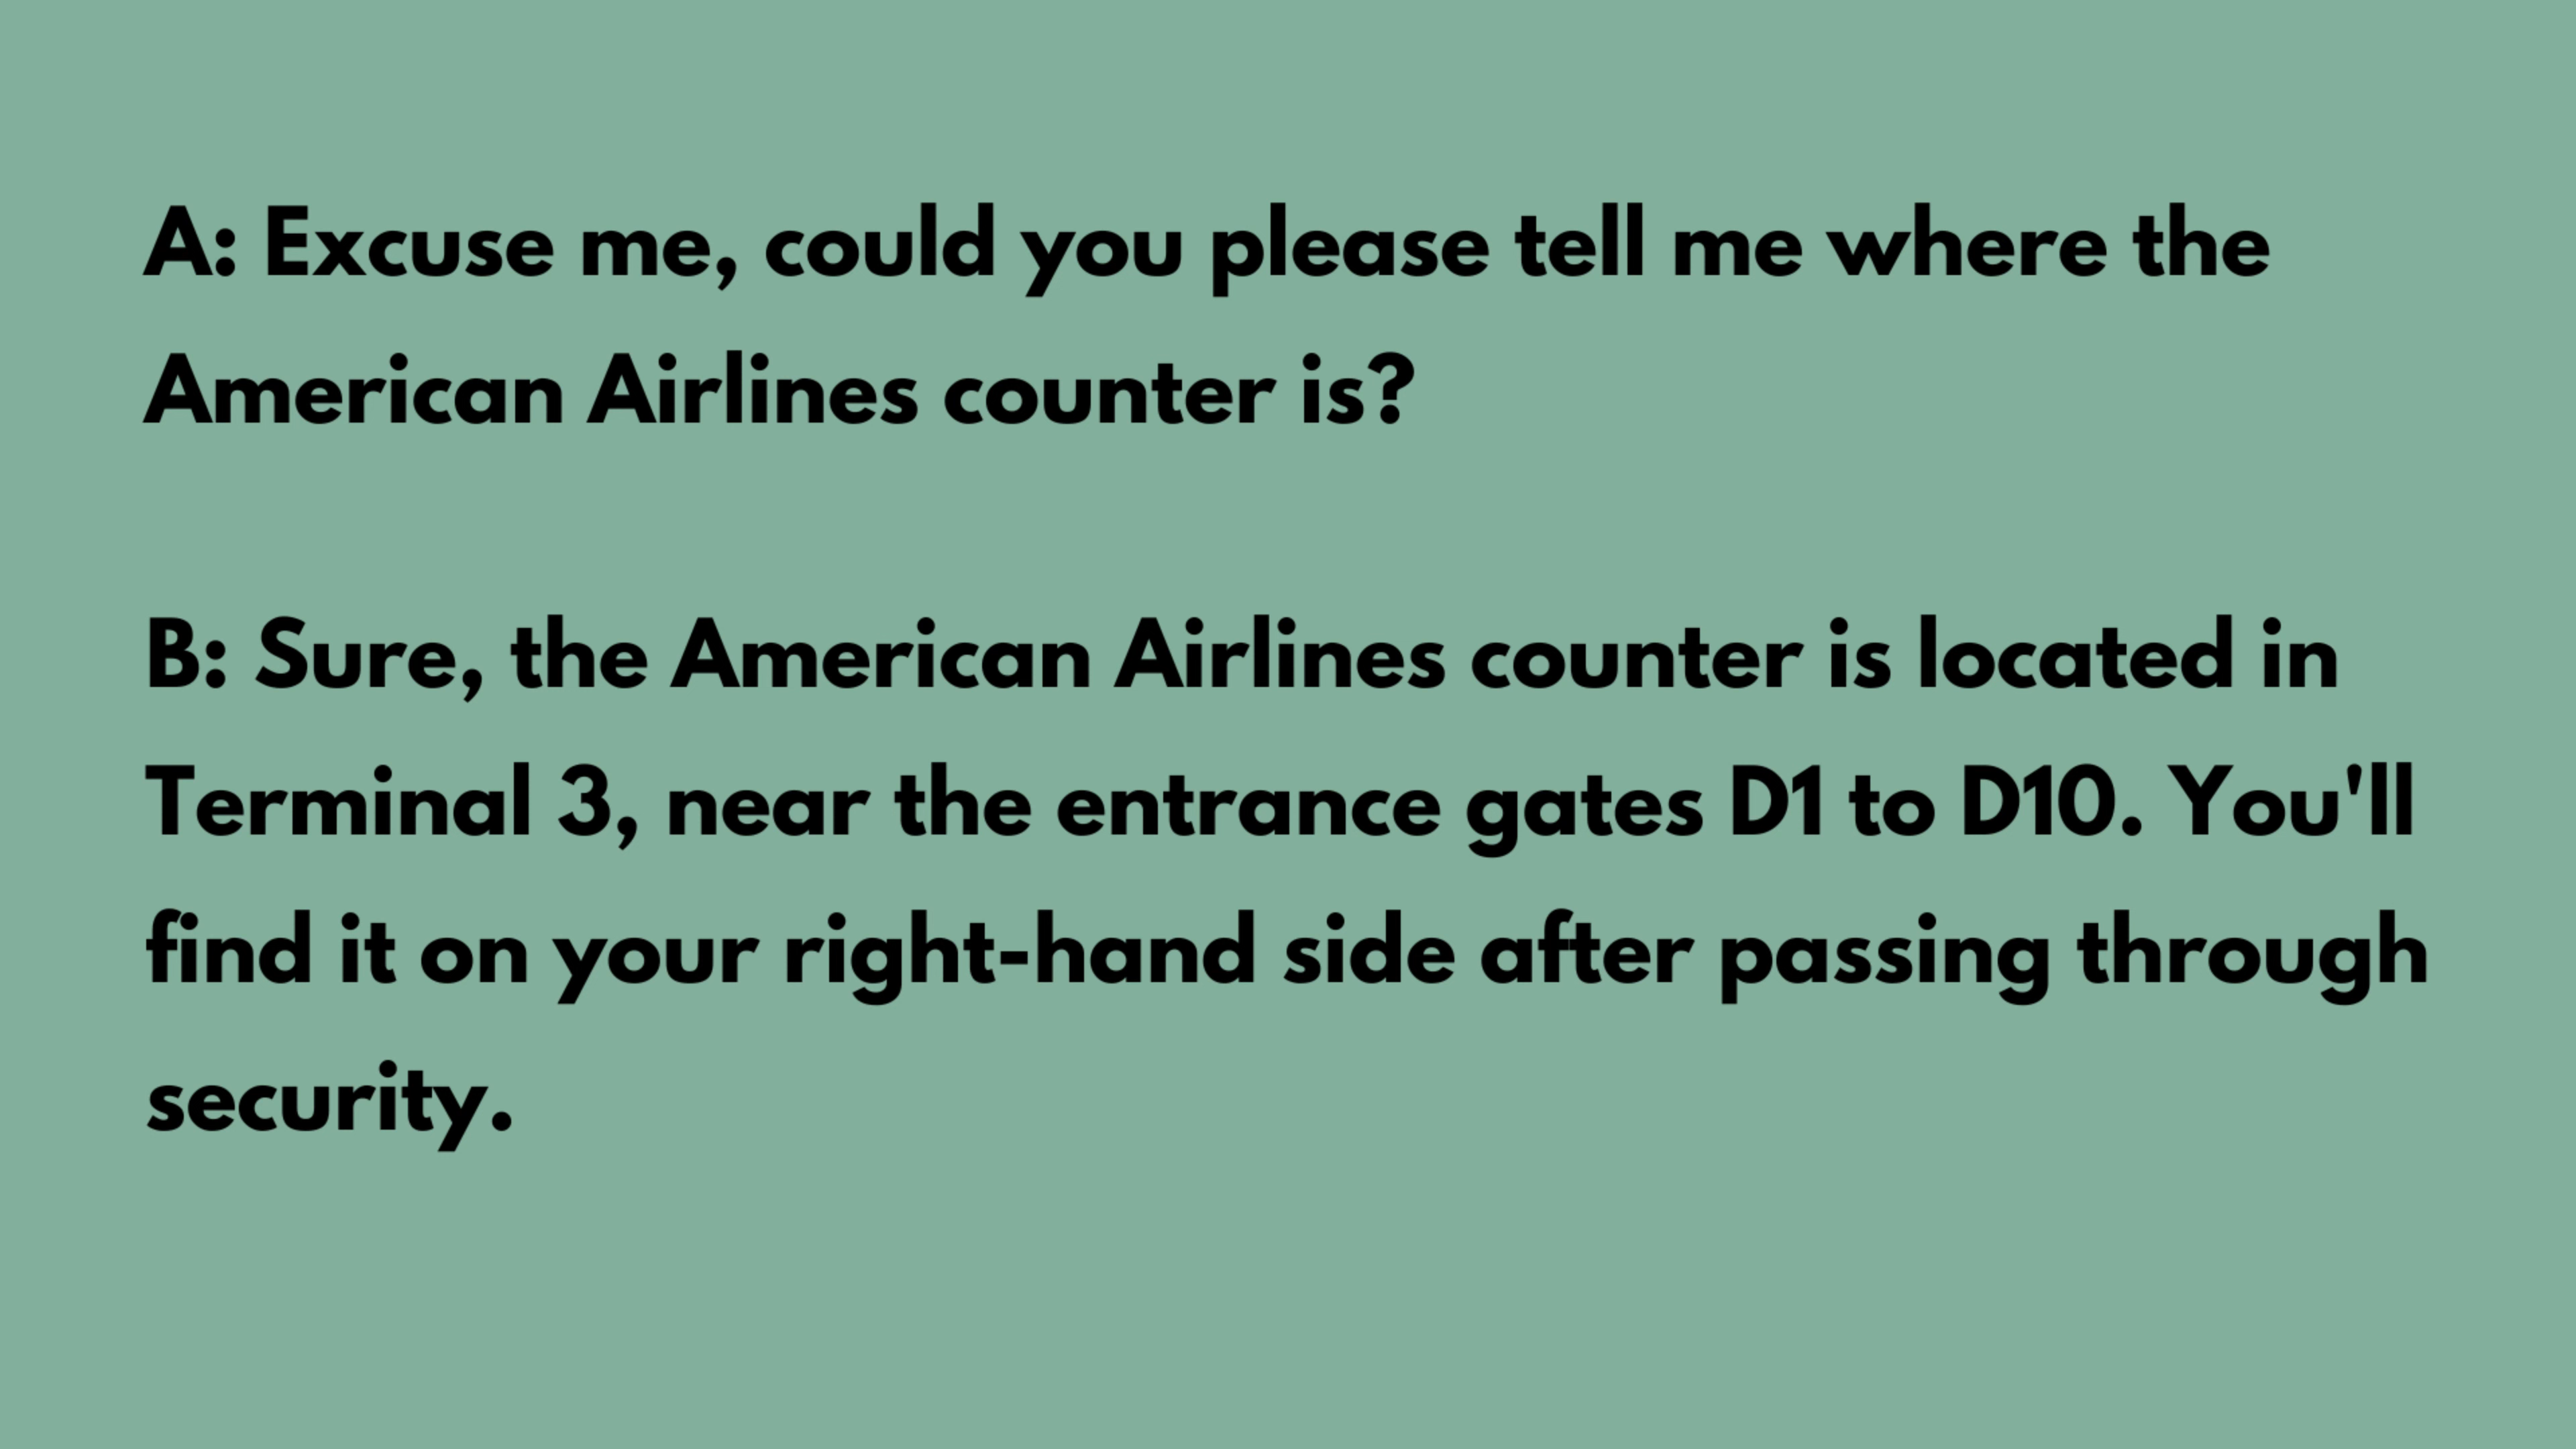 A: Excuse me, could you please tell me where the
American Airlines counter is?
B: Sure, the American Airlines counter is located in
Terminal 3, near the entrance gates D1 to D10. You'll
find it on your right-hand side after passing through
security.